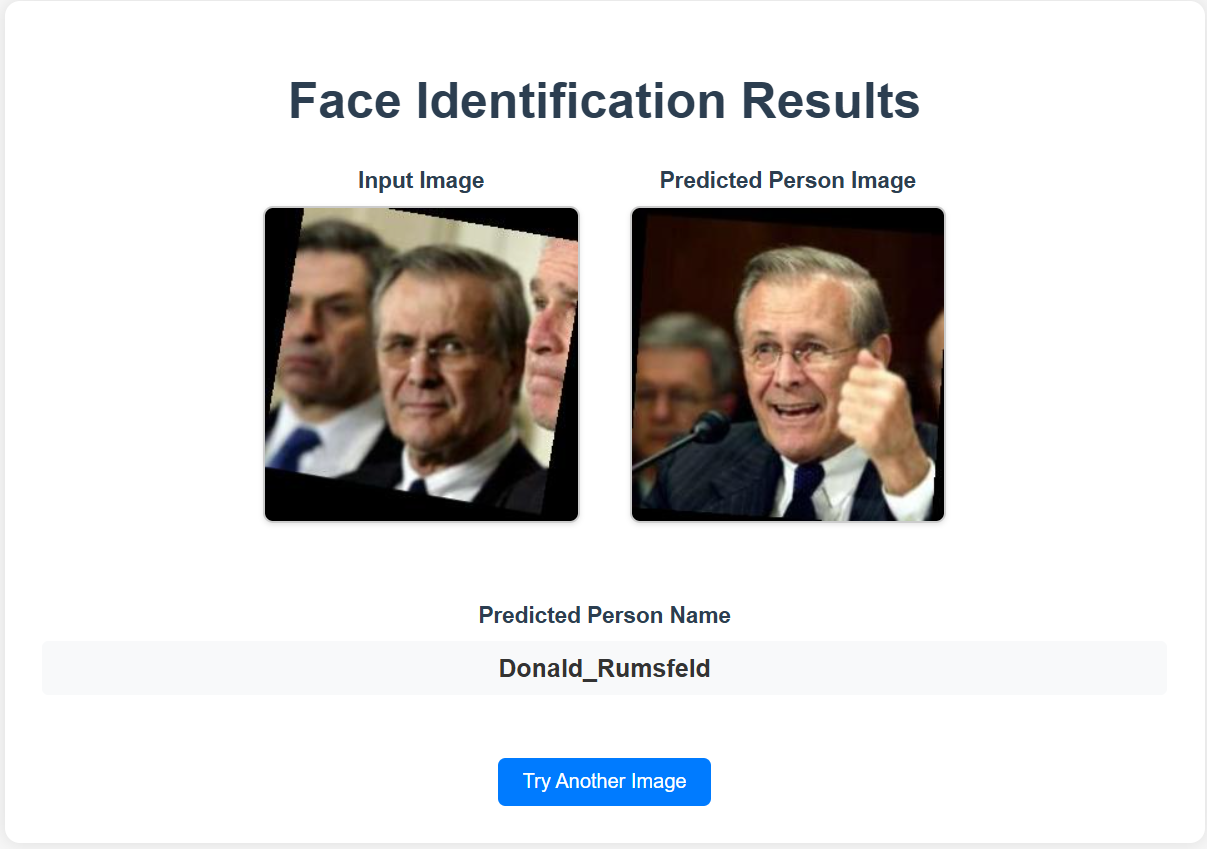 Face Identification Results
Input Image
Predicted Person Image
Predicted Person Name
Donald_Rumsfeld
Try Another Image